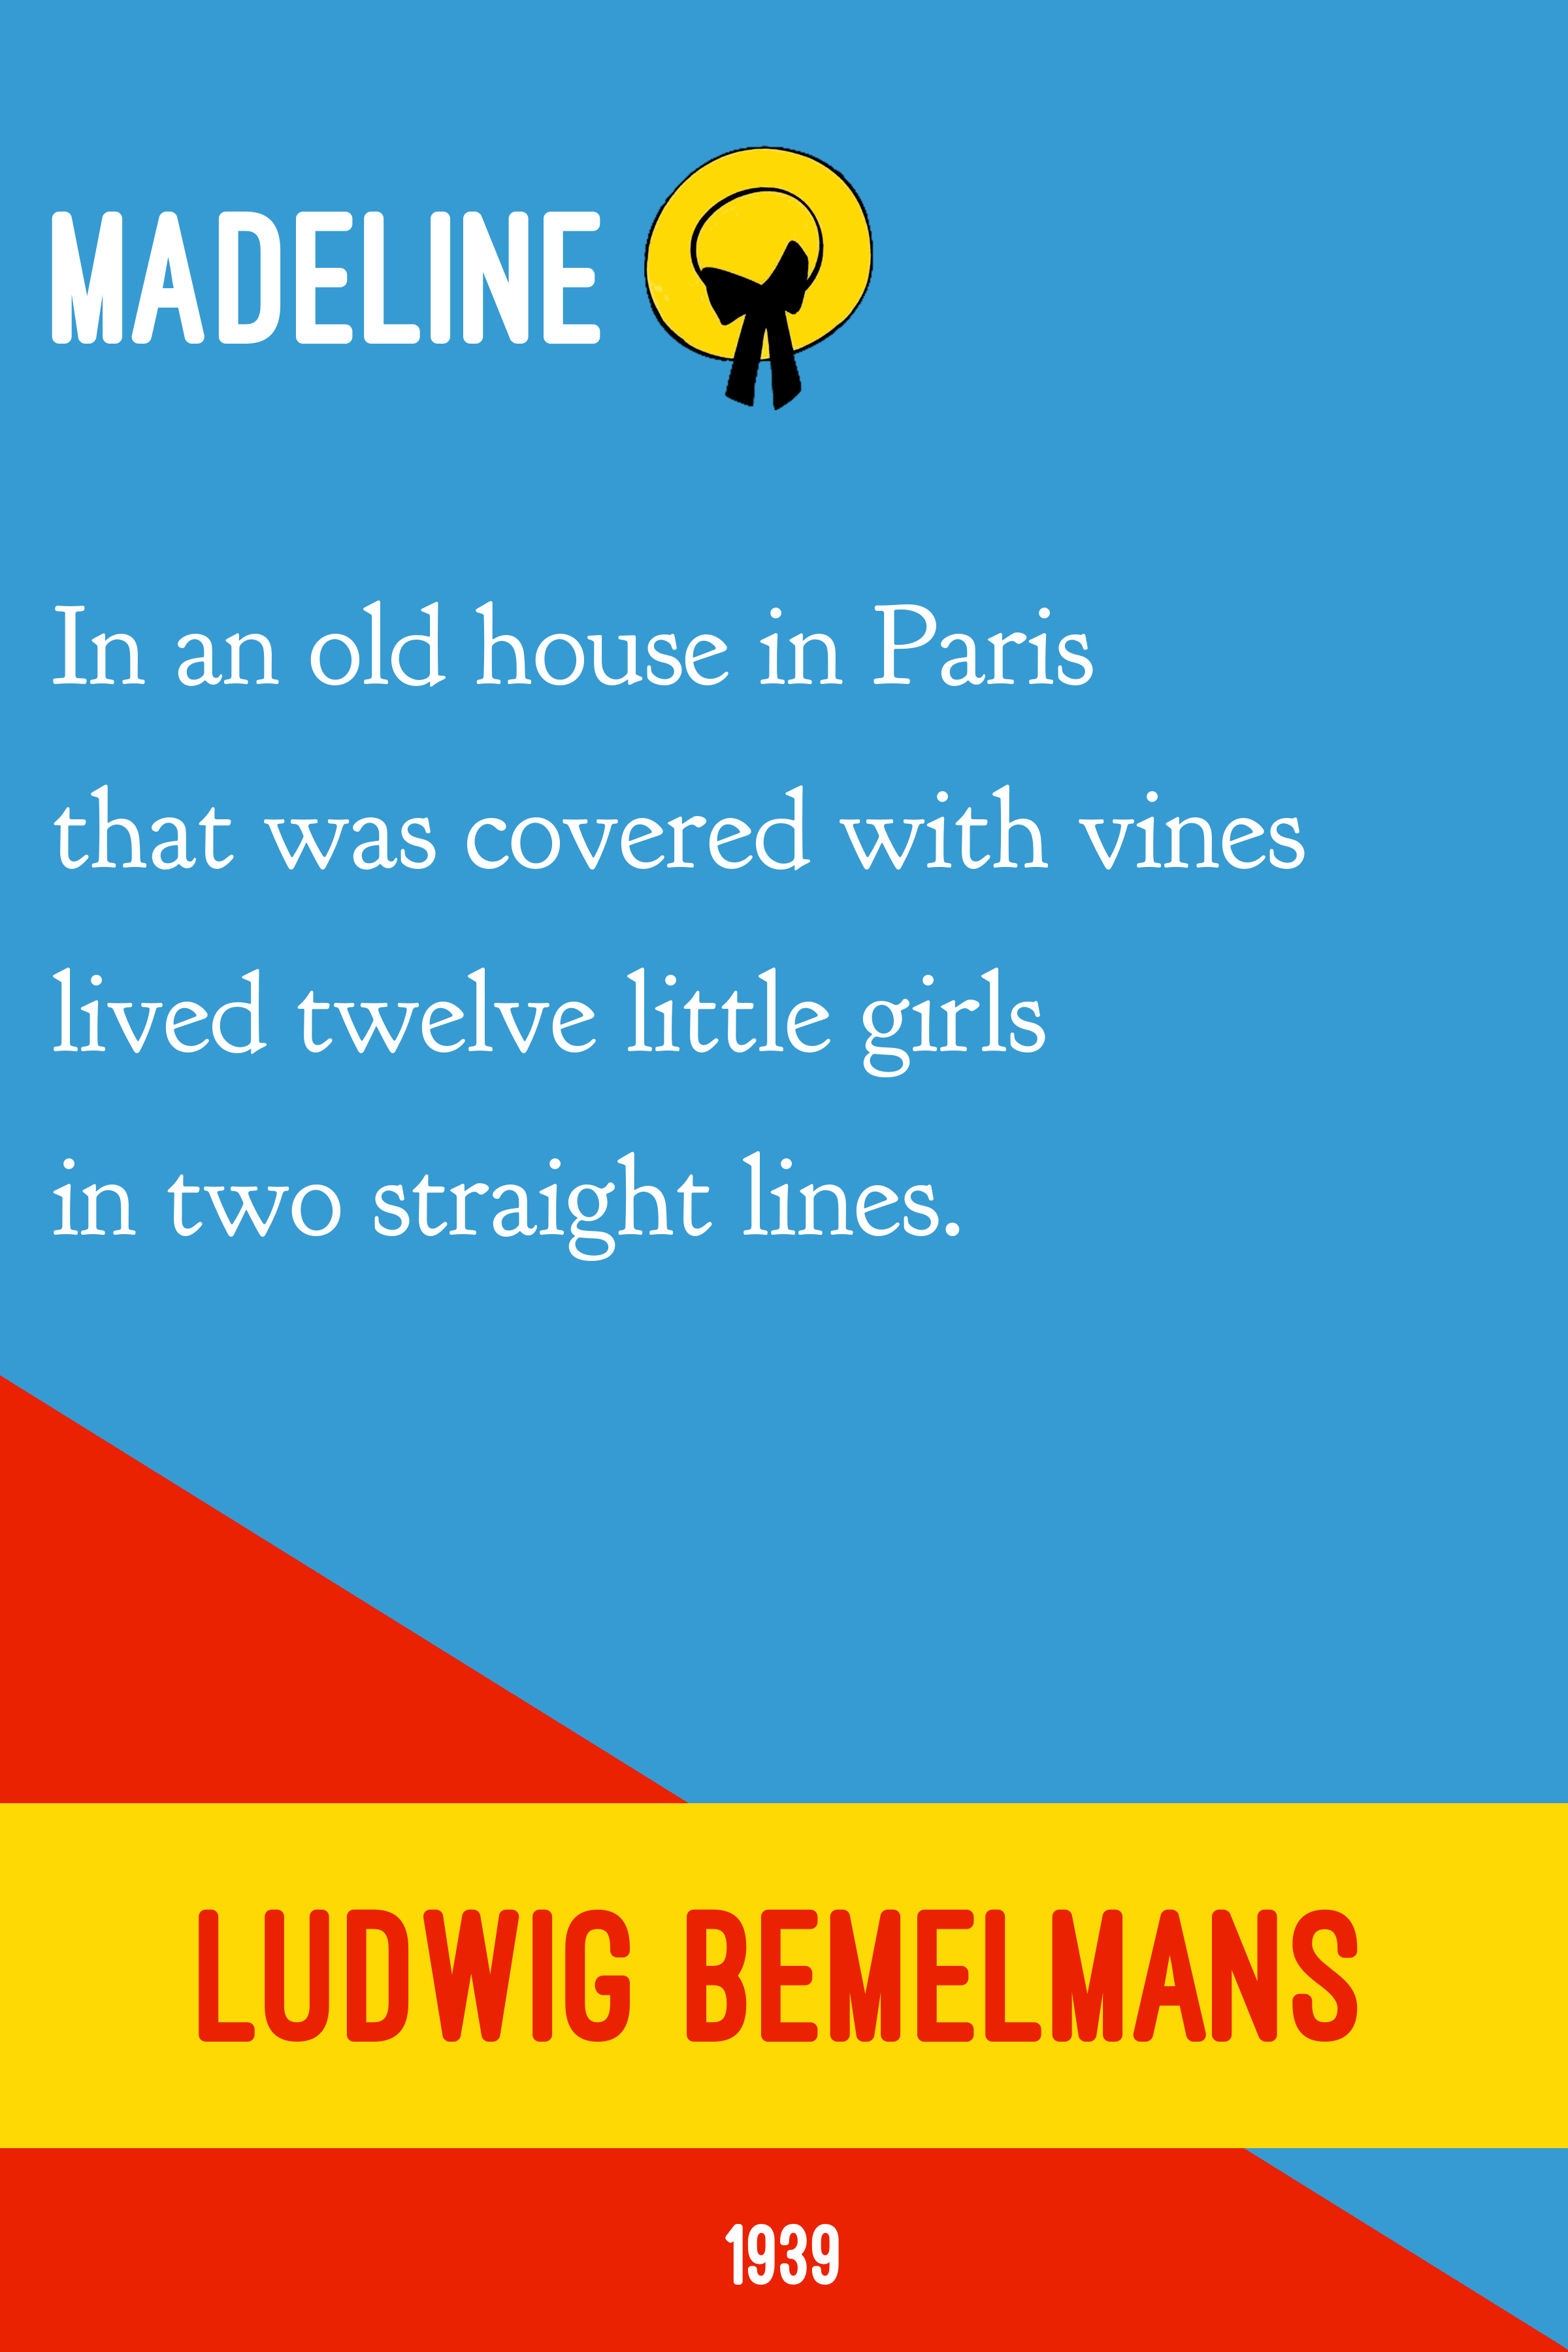 MADELINE
In an old house in Paris
that was covered with vines
lived twelve little girls
in two straight lines.
LUDWIG BEMELMANS
1939